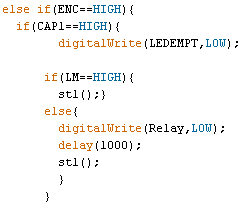 else if(ENC==HIGH){
if(CAP1==HIGH){
digitalWrite(LEDEMPT,LOW);
if(LM==HIGH){
stl();}
else{
digitalWrite(Relay,LOW);
delay(1000);
stl();
}
}